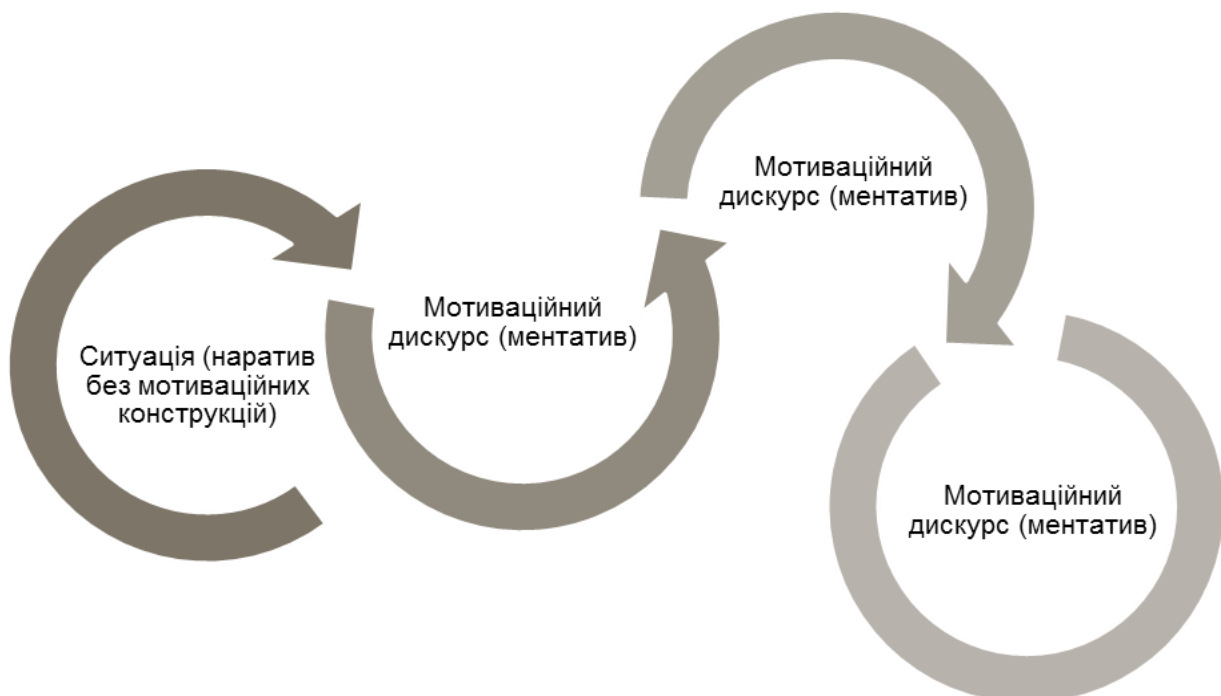 Ситуація (наратив
без мотиваційних
конструкцій)
Мотиваційний
дискурс (ментатив)
Мотиваційний
дискурс (ментатив)
Мотиваційний
дискурс (ментатив)